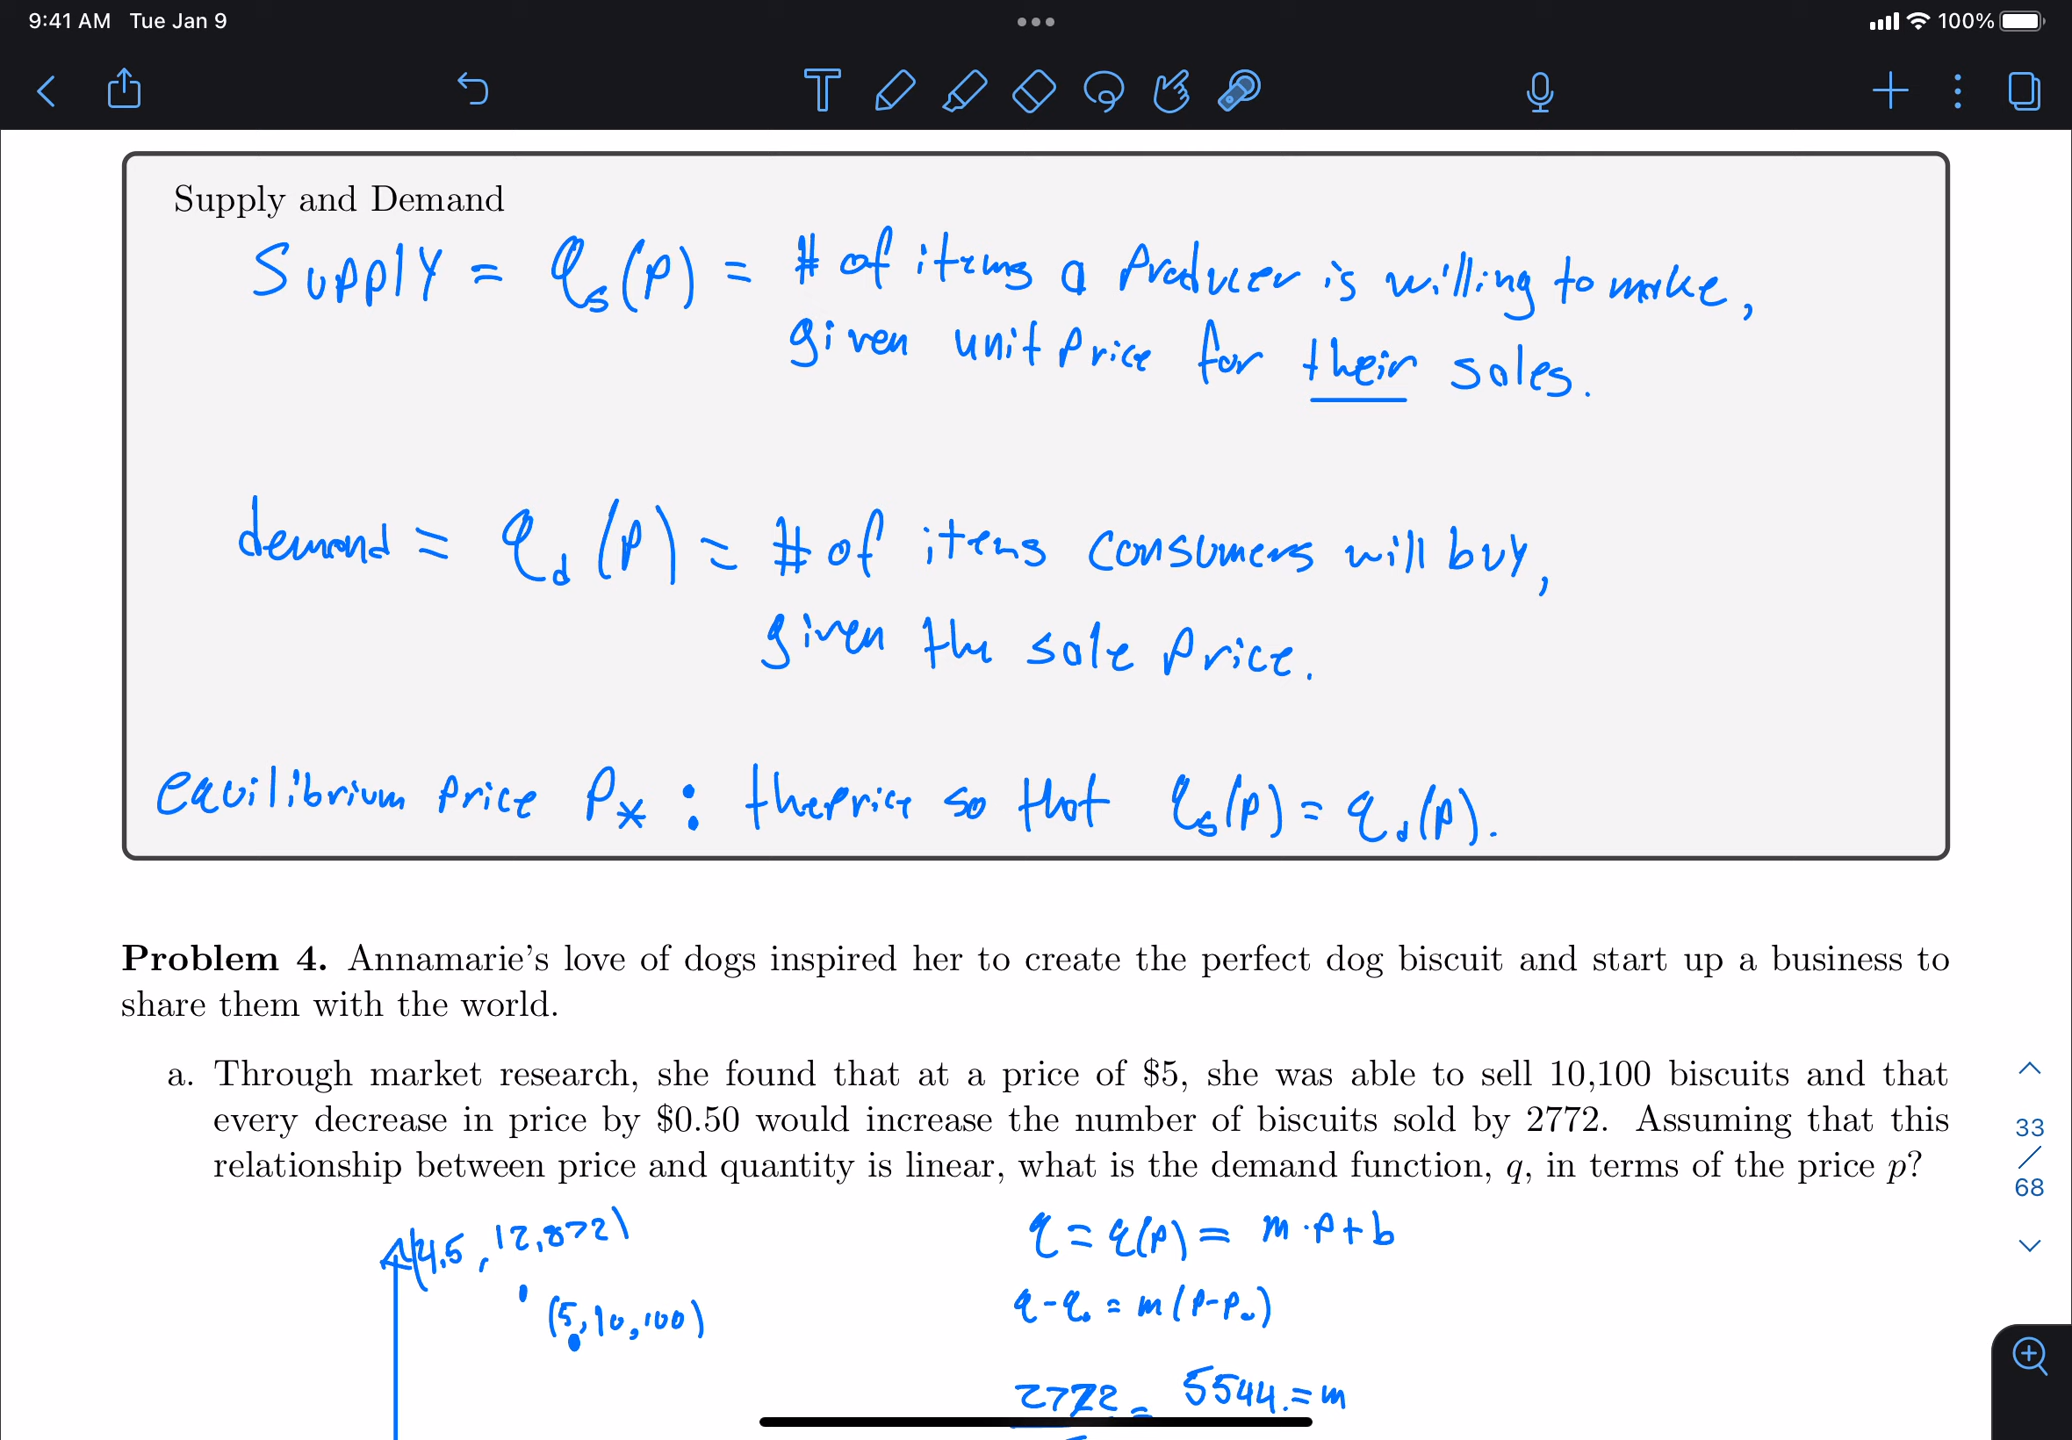 9:41 AM Tue Jan 9
100%
Supply and Demand
Supply = q_s(p) = # of items a producer is willing to make,
given unit price for their sales.
demand = q_d(p) = # of items consumers will buy,
given the sale price.
equilibrium price P_* : the price so that q_s(p) = q_d(p).
Problem 4. Annamarie's love of dogs inspired her to create the perfect dog biscuit and start up a business to
share them with the world.
a. Through market research, she found that at a price of $5, she was able to sell 10,100 biscuits and that
every decrease in price by $0.50 would increase the number of biscuits sold by 2772. Assuming that this
relationship between price and quantity is linear, what is the demand function, q, in terms of the price p?
33
/
68
(4.5, 12,872)
(5, 10,100)
q = q(p) = m·p+b
q-q₀ = m(p-p₀)
2772 = 5544. = m